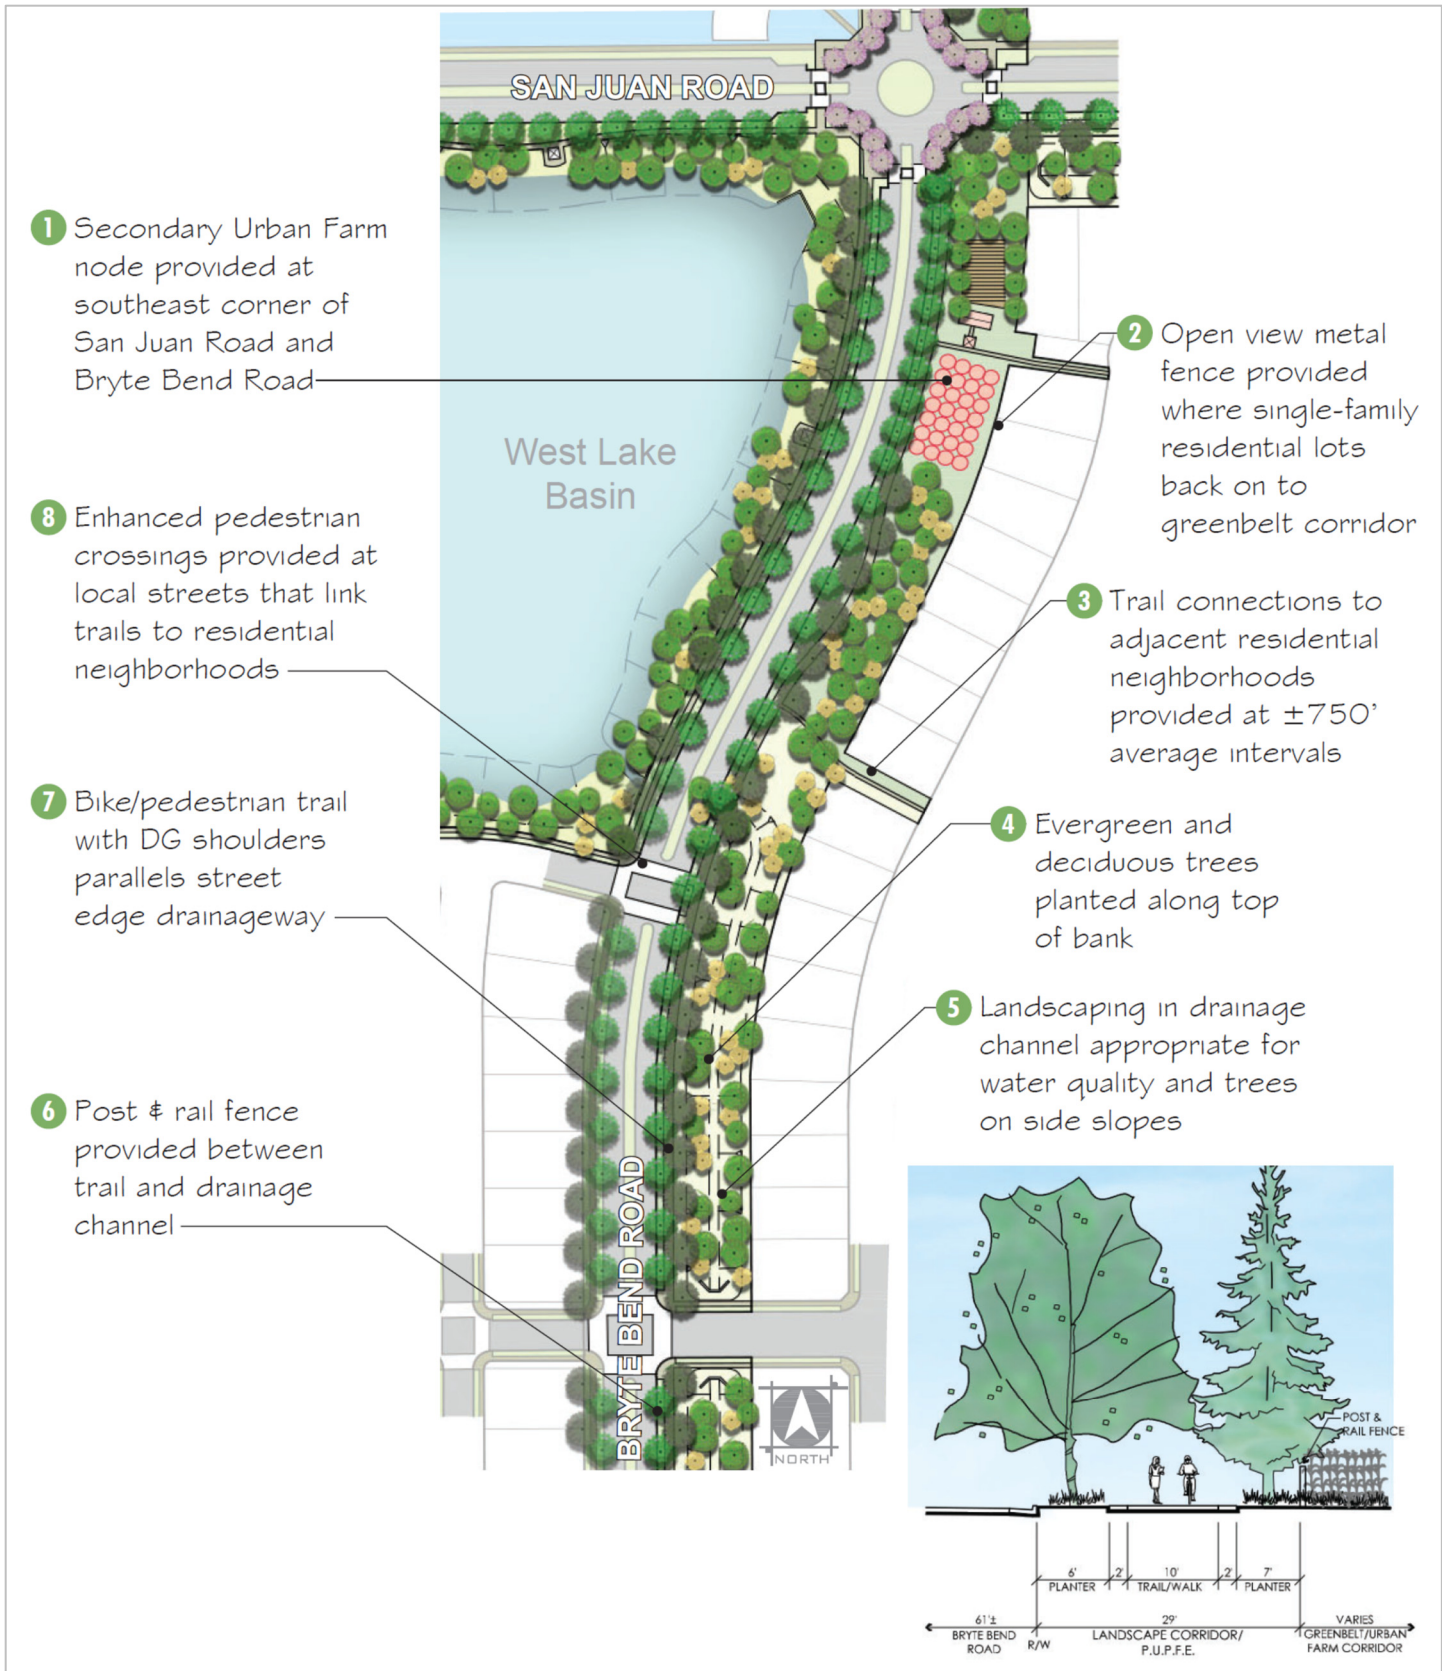 SAN JUAN ROAD
1 Secondary Urban Farm
node provided at
southeast corner of
San Juan Road and
Bryte Bend Road
2 Open view metal
fence provided
where single-family
residential lots
back on to
greenbelt corridor
West Lake
Basin
8 Enhanced pedestrian
crossings provided at
local streets that link
trails to residential
neighborhoods
3 Trail connections to
adjacent residential
neighborhoods
provided at ±750'
average intervals
7 Bike/pedestrian trail
with DG shoulders
parallels street
edge drainageway
4 Evergreen and
deciduous trees
planted along top
of bank
5 Landscaping in drainage
channel appropriate for
water quality and trees
on side slopes
6 Post & rail fence
provided between
trail and drainage
channel
BRYTE BEND ROAD
NORTH
POST &
RAIL FENCE
6' 2' 10' 2' 7'
PLANTER TRAIL/WALK PLANTER
61'± 29' VARIES
BRYTE BEND
ROAD
R/W
LANDSCAPE CORRIDOR/
P.U.P.F.E.
GREENBELT/URBAN
FARM CORRIDOR